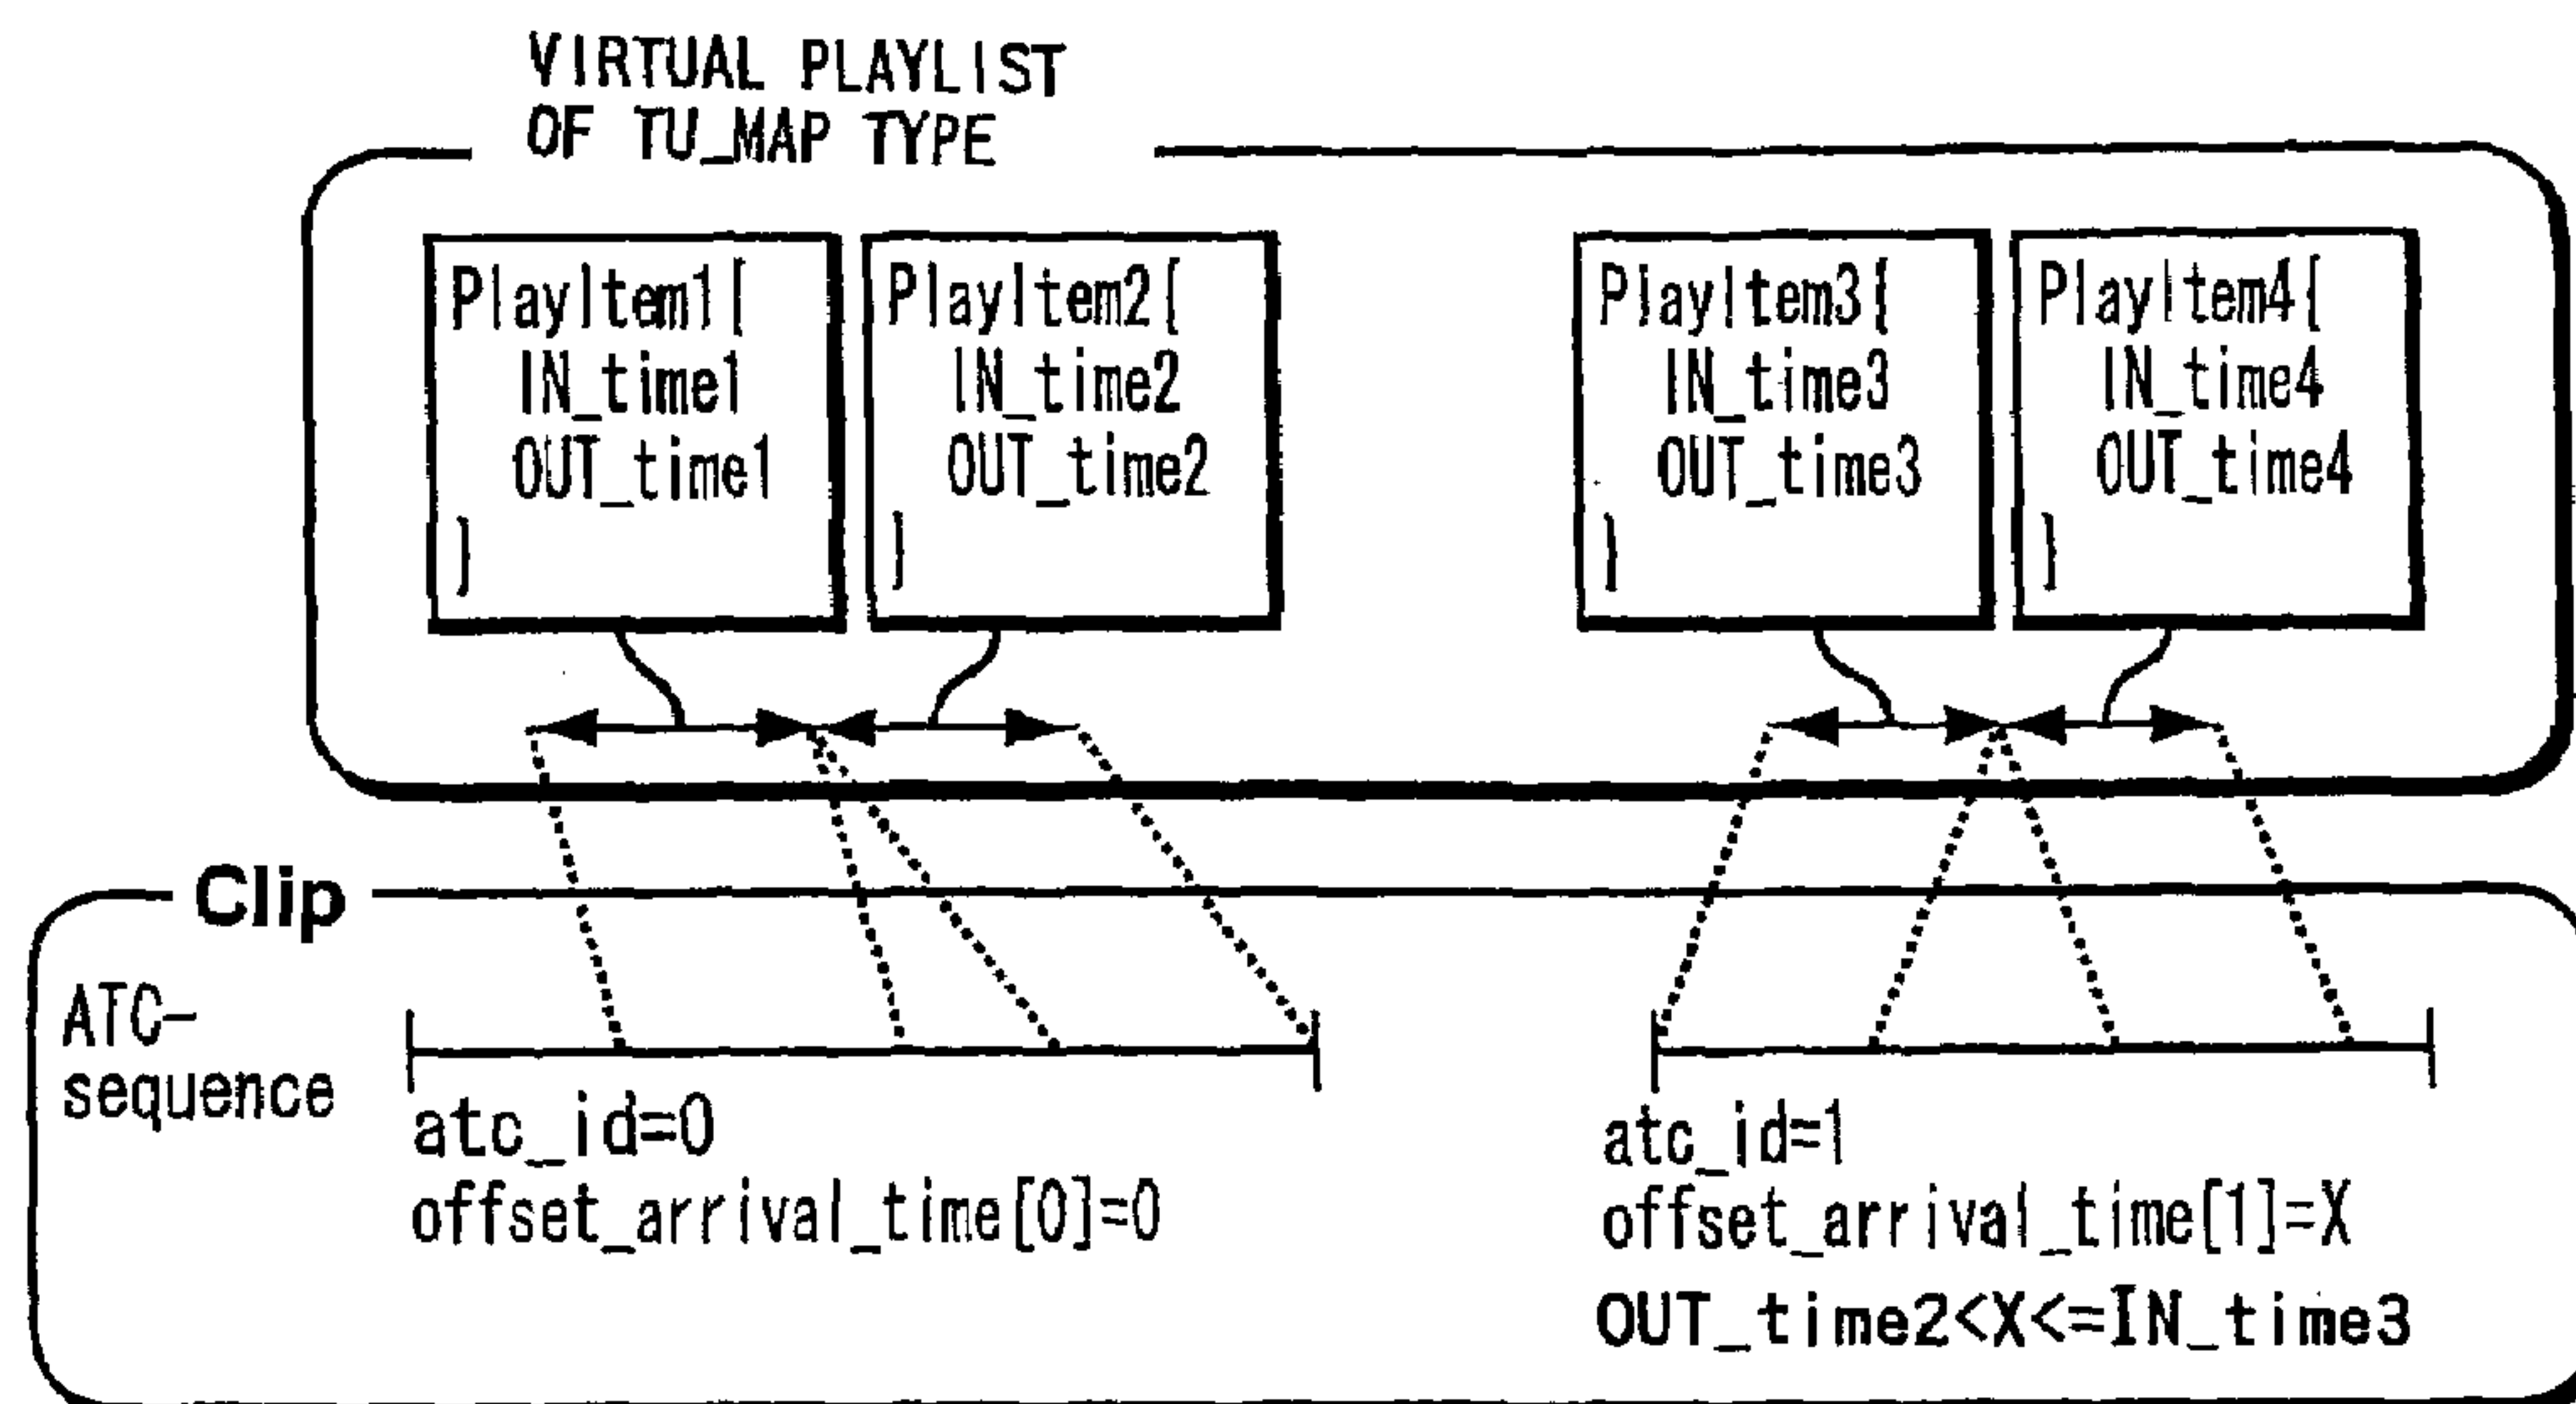 VIRTUAL PLAYLIST
OF TU_MAP TYPE
PlayItem1{
IN_time1
OUT_time1
}
PlayItem2{
IN_time2
OUT_time2
}
PlayItem3{
IN_time3
OUT_time3
}
PlayItem4{
IN_time4
OUT_time4
}
Clip
ATC-
sequence
atc_id=0
offset_arrival_time[0]=0
atc_id=1
offset_arrival_time[1]=X
OUT_time2<X<=IN_time3